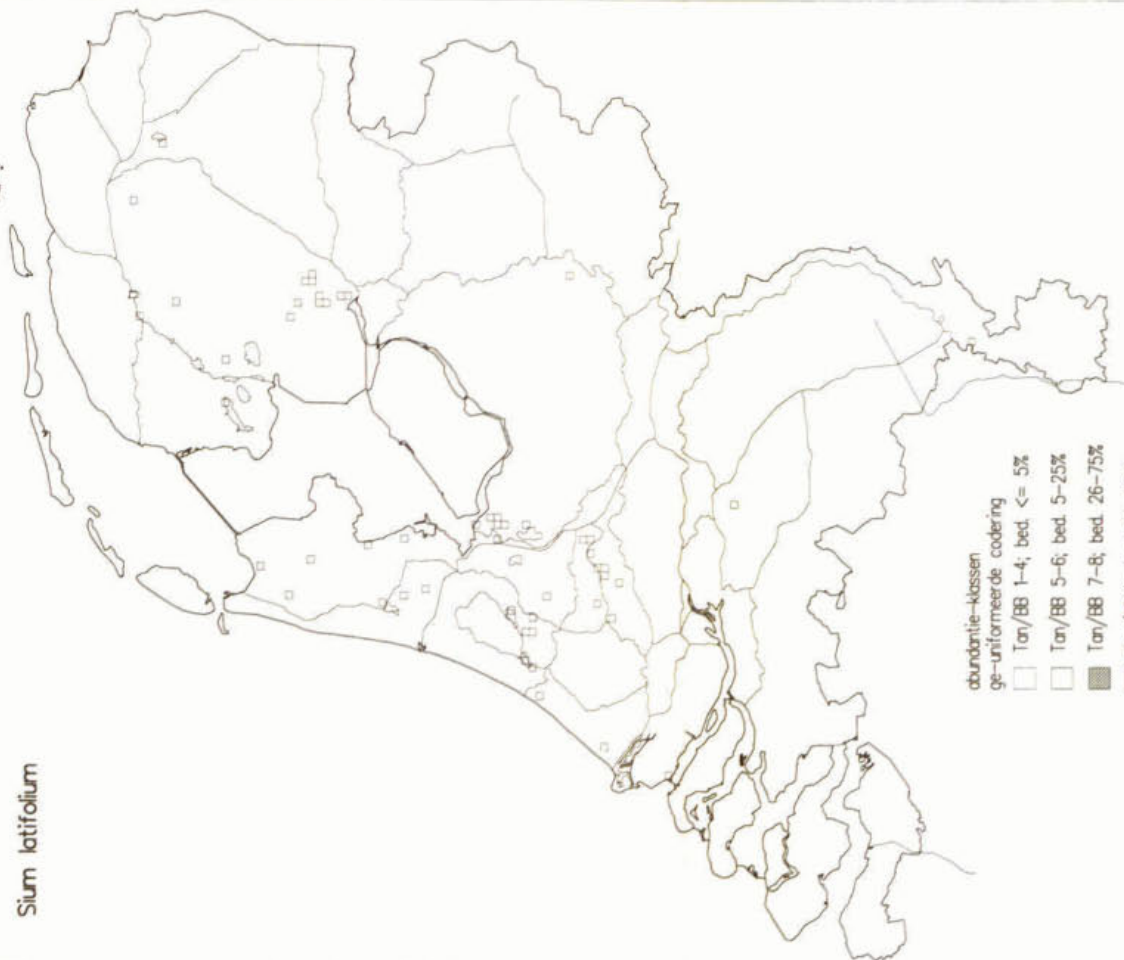 Sium latifolium
abundantie-klassen
ge-uniformeerde codering
Tan/BB 1-4; bed. <= 5%
Tan/BB 5-6; bed. 5-25%
Tan/BB 7-8; bed. 26-75%